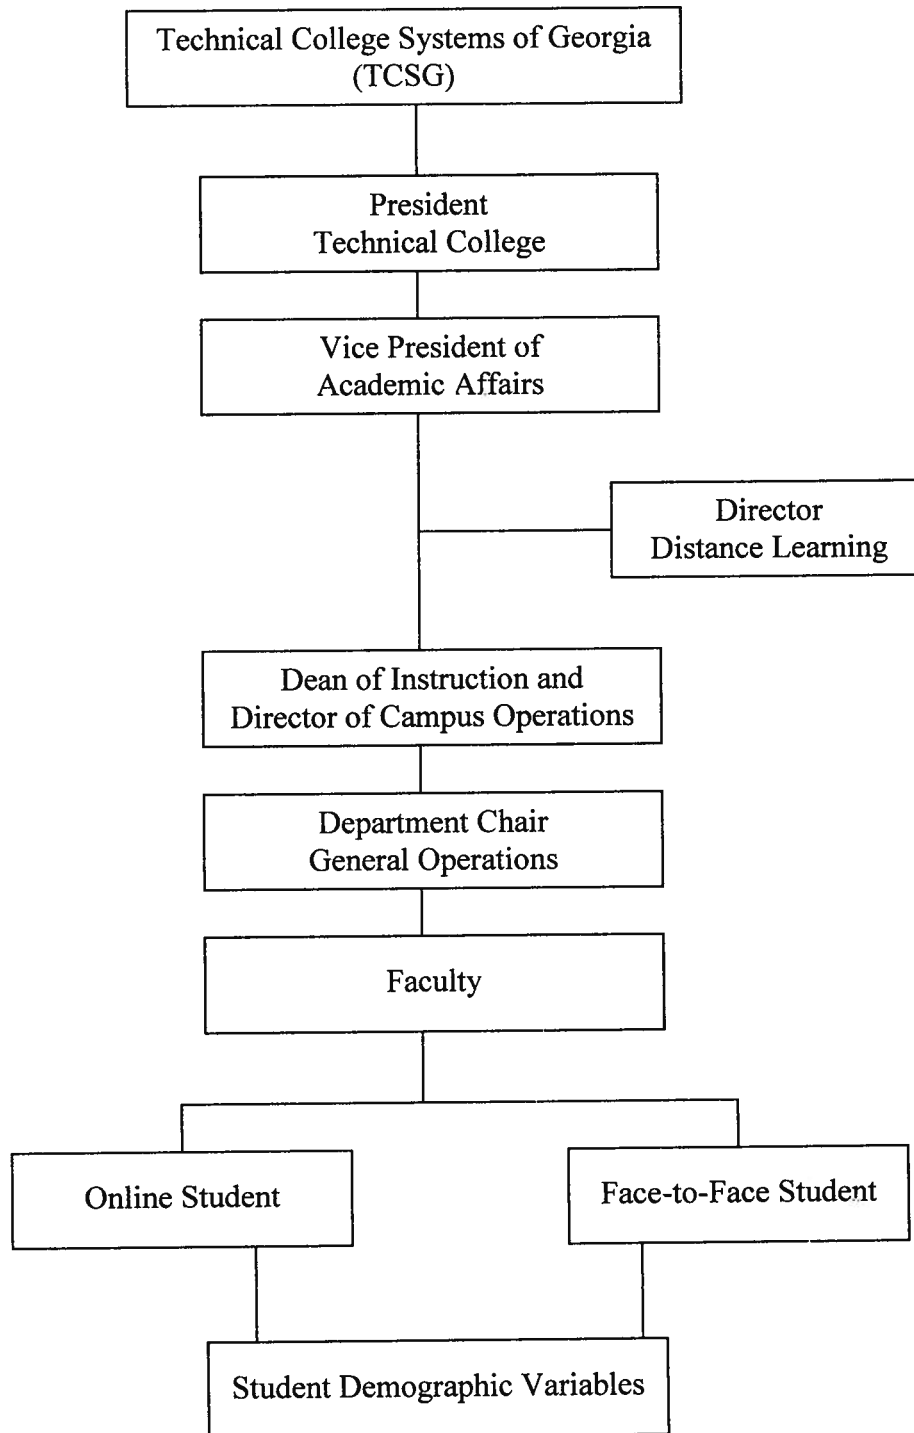 Technical College Systems of Georgia
(TCSG)
President
Technical College
Vice President of
Academic Affairs
Director
Distance Learning
Dean of Instruction and
Director of Campus Operations
Department Chair
General Operations
Faculty
Online Student
Face-to-Face Student
Student Demographic Variables